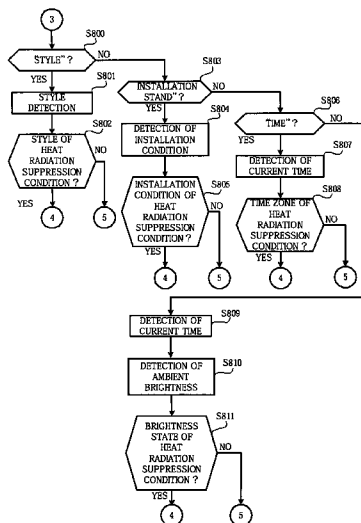 3
S800
STYLE"?
NO
YES
S801
STYLE
DETECTION
S802
STYLE OF
HEAT
RADIATION
SUPPRESSION
CONDITION?
NO
YES
4
5
S803
INSTALLATION
STAND"?
NO
YES
S804
DETECTION OF
INSTALLATION
CONDITION
S805
INSTALLATION
CONDITION OF
HEAT
RADIATION
SUPPRESSION
CONDITION?
NO
YES
4
5
S806
TIME"?
NO
YES
S807
DETECTION OF
CURRENT TIME
S808
TIME ZONE OF
HEAT
RADIATION
SUPPRESSION
CONDITION?
NO
YES
4
5
S809
DETECTION OF
CURRENT TIME
S810
DETECTION OF
AMBIENT
BRIGHTNESS
S811
BRIGHTNESS
STATE OF
HEAT
RADIATION
SUPPRESSION
CONDITION?
NO
YES
4
5